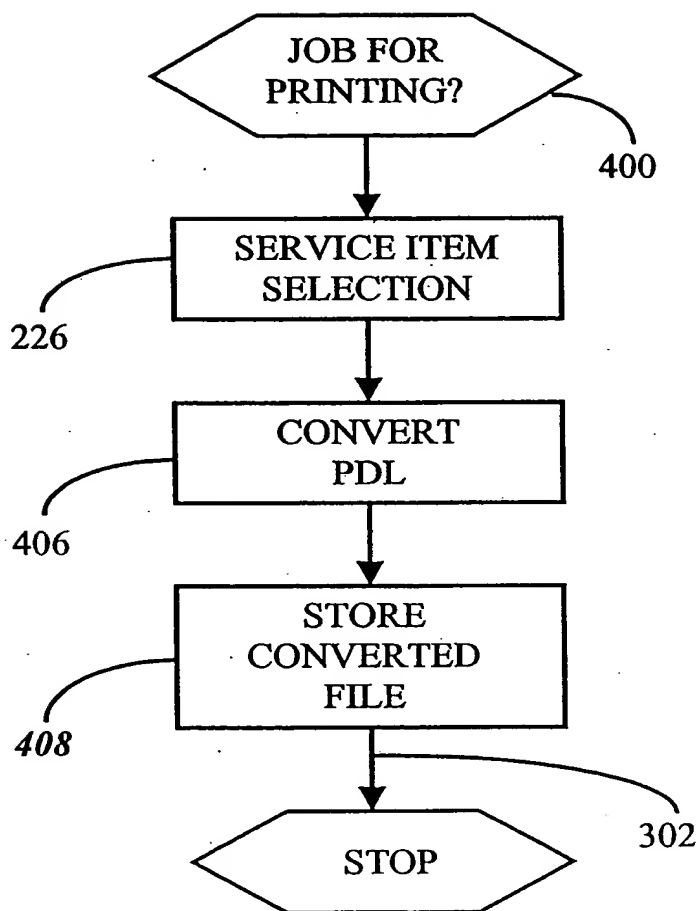 JOB FOR
PRINTING?
400
SERVICE ITEM
SELECTION
226
CONVERT
PDL
406
STORE
CONVERTED
FILE
408
302
STOP